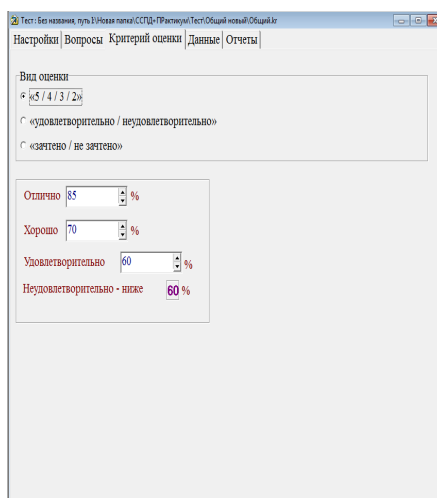 Тест : Без названия, путь I:\Новая папка\ССПД+ ПРактикум\Тест\Общий новый\Общий.kr
Настройки Вопросы Критерий оценки Данные Отчеты
Вид оценки
«5 / 4 / 3 / 2»
«удовлетворительно / неудовлетворительно»
«зачтено / не зачтено»
Отлично 85 %
Хорошо 70 %
Удовлетворительно 60 %
Неудовлетворительно - ниже 60 %